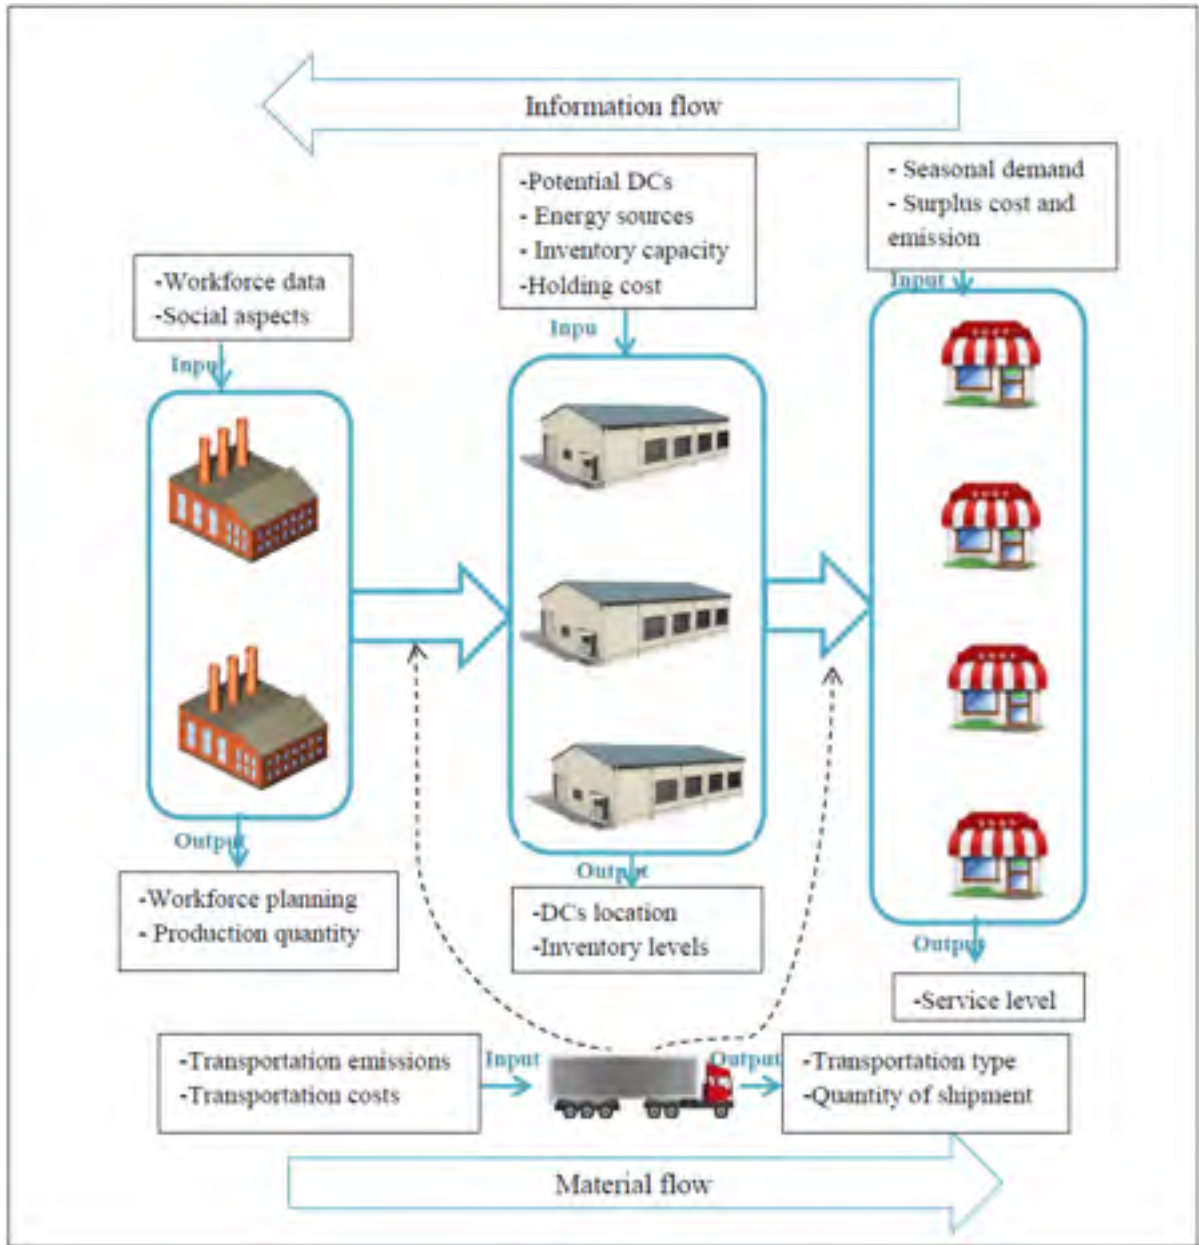 Information flow
-Potential DCs
- Energy sources
- Inventory capacity
-Holding cost
- Seasonal demand
- Surplus cost and
emission
-Workforce data
-Social aspects
Input
Inpu
Input
Output
-Workforce planning
- Production quantity
Output
-DCs location
-Inventory levels
Output
-Service level
-Transportation emissions
-Transportation costs
Input
Output
-Transportation type
-Quantity of shipment
Material flow